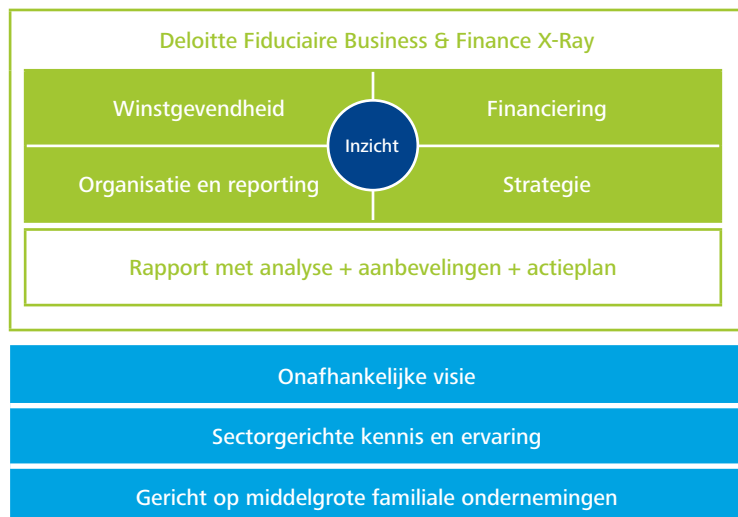 Deloitte Fiduciaire Business & Finance X-Ray
Winstgevendheid
Financiering
Inzicht
Organisatie en reporting
Strategie
Rapport met analyse + aanbevelingen + actieplan
Onafhankelijke visie
Sectorgerichte kennis en ervaring
Gericht op middelgrote familiale ondernemingen